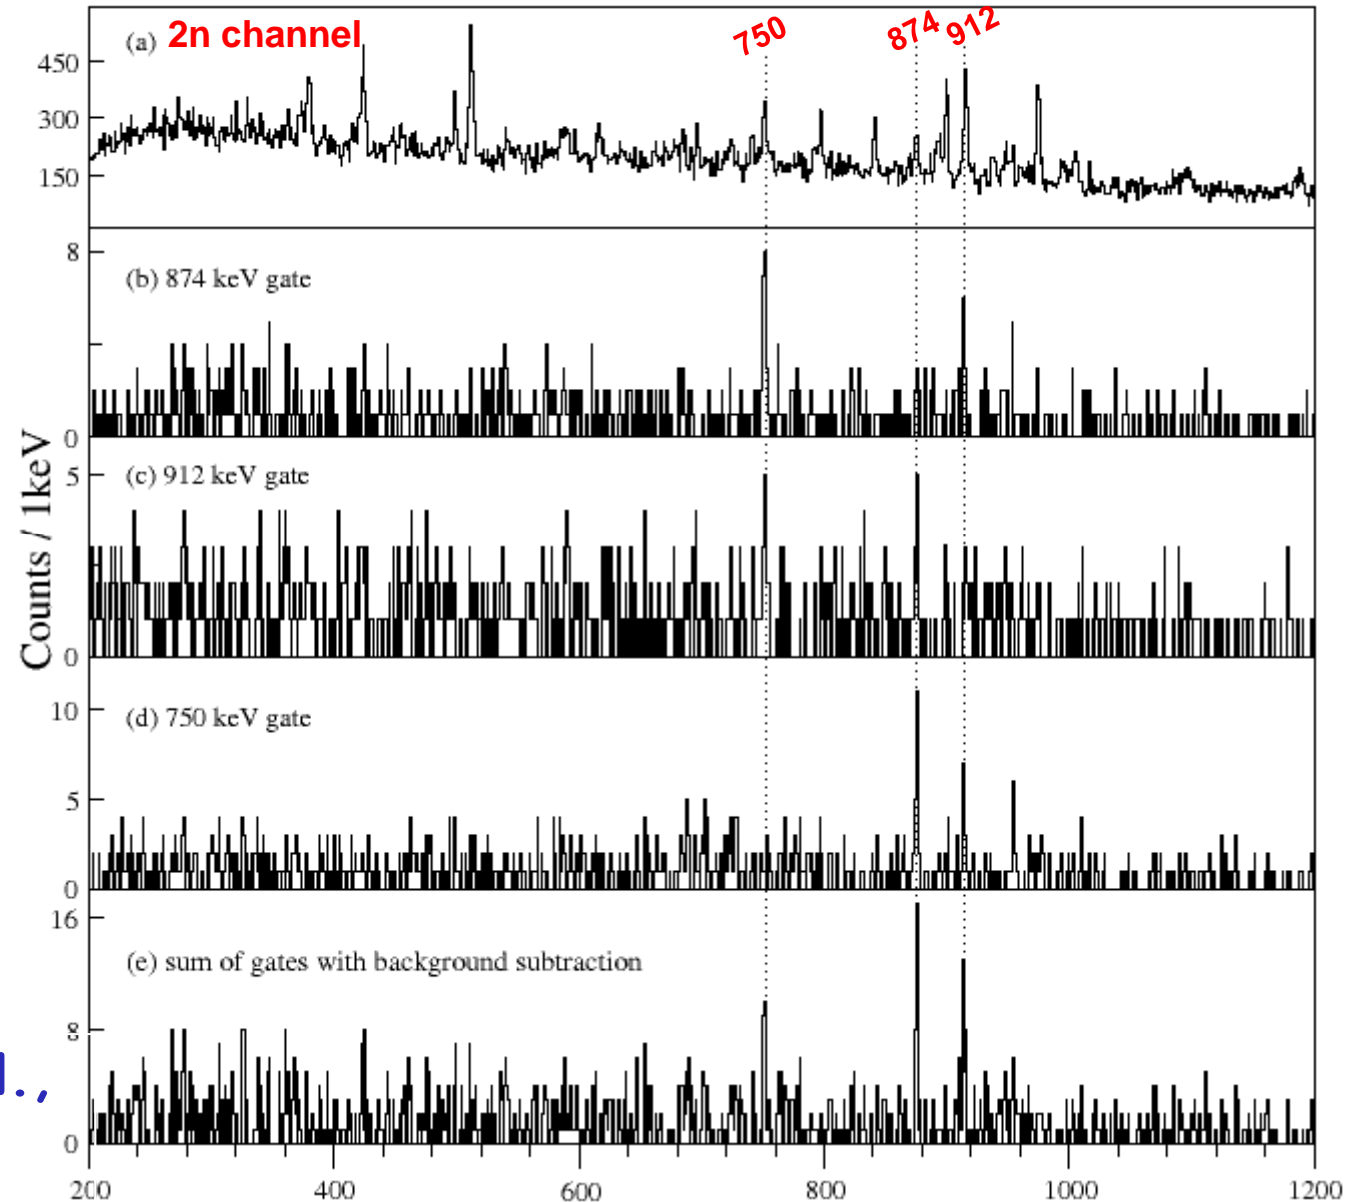 (a) 2n channel
750
874
912
450
300
150
(b) 874 keV gate
8
0
(c) 912 keV gate
5
0
(d) 750 keV gate
10
5
0
(e) sum of gates with background subtraction
16
8
0
Counts / 1keV
200 400 600 800 1000 1200